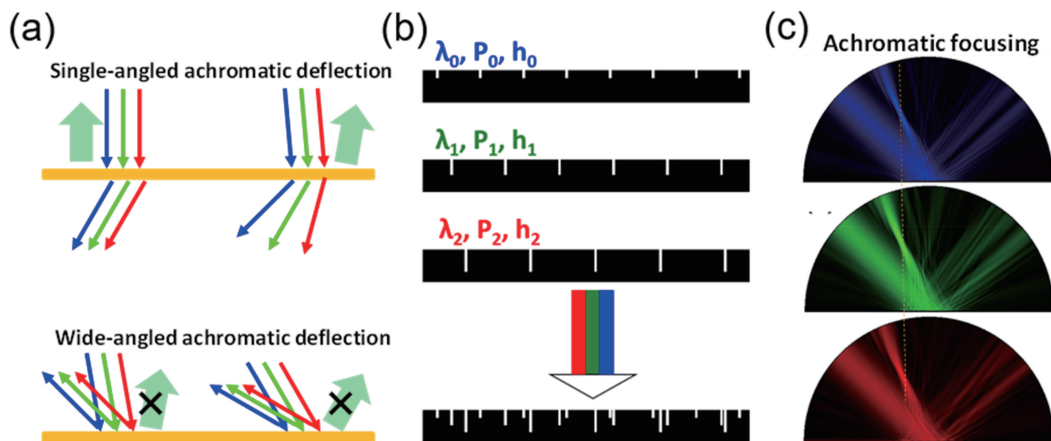 (a)
Single-angled achromatic deflection
Wide-angled achromatic deflection
×
×
(b)
λ₀, P₀, h₀
λ₁, P₁, h₁
λ₂, P₂, h₂
(c)
Achromatic focusing